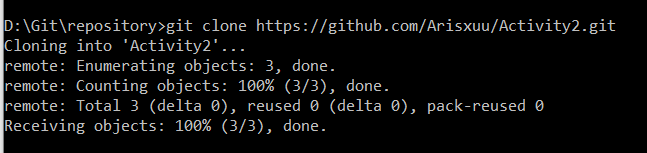 D:\Git\repository>git clone https://github.com/Arisxuu/Activity2.git
Cloning into 'Activity2'...
remote: Enumerating objects: 3, done.
remote: Counting objects: 100% (3/3), done.
remote: Total 3 (delta 0), reused 0 (delta 0), pack-reused 0
Receiving objects: 100% (3/3), done.